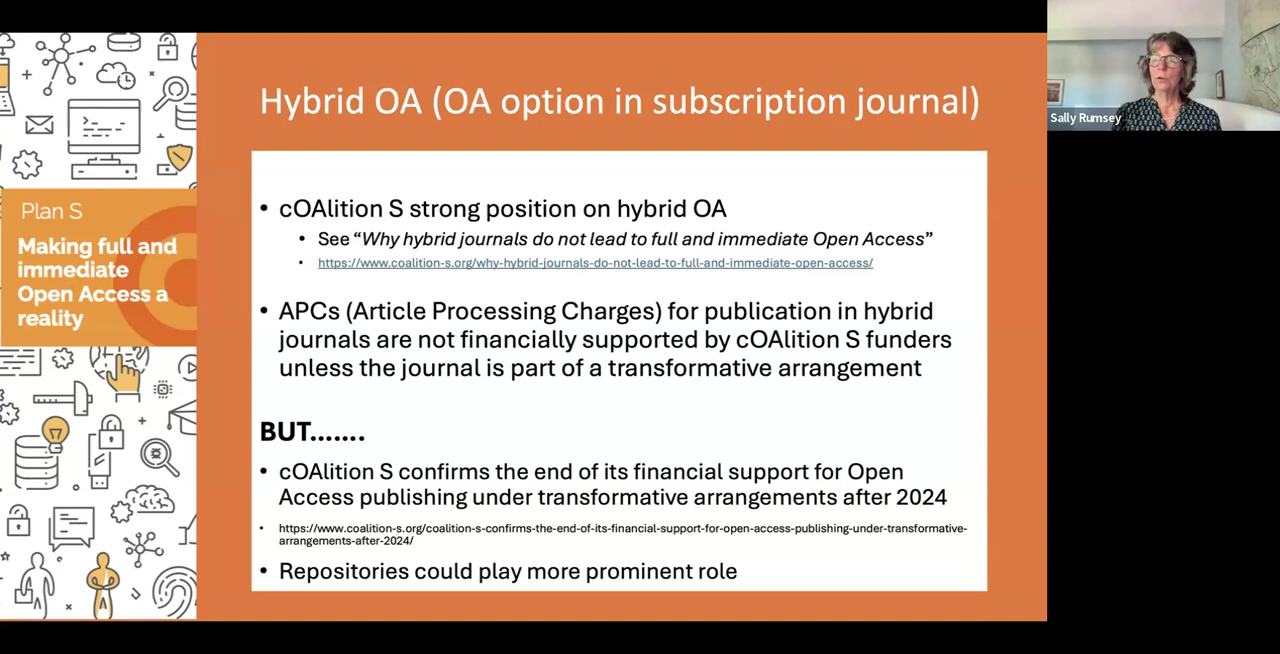 Hybrid OA (OA option in subscription journal)
Sally Rumsey
Plan S
Making full and
immediate
Open Access a
reality
• cOAlition S strong position on hybrid OA
• See “Why hybrid journals do not lead to full and immediate Open Access”
• https://www.coalition-s.org/why-hybrid-journals-do-not-lead-to-full-and-immediate-open-access/
• APCs (Article Processing Charges) for publication in hybrid
journals are not financially supported by cOAlition S funders
unless the journal is part of a transformative arrangement
BUT.......
• cOAlition S confirms the end of its financial support for Open
Access publishing under transformative arrangements after 2024
• https://www.coalition-s.org/coalition-s-confirms-the-end-of-its-financial-support-for-open-access-publishing-under-transformative-
arrangements-after-2024/
• Repositories could play more prominent role